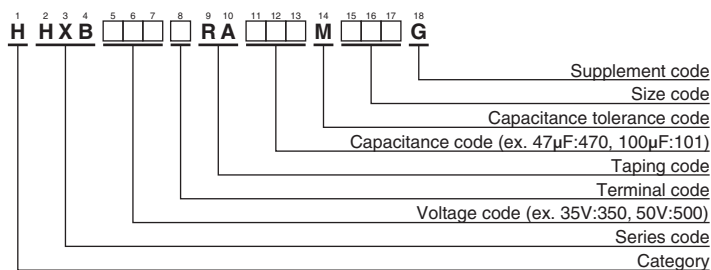 1 2 3 4 5 6 7 8 9 10 11 12 13 14 15 16 17 18
H H X B □□□ □ R A □□□ M □□□ G
Supplement code
Size code
Capacitance tolerance code
Capacitance code (ex. 47μF:470, 100μF:101)
Taping code
Terminal code
Voltage code (ex. 35V:350, 50V:500)
Series code
Category